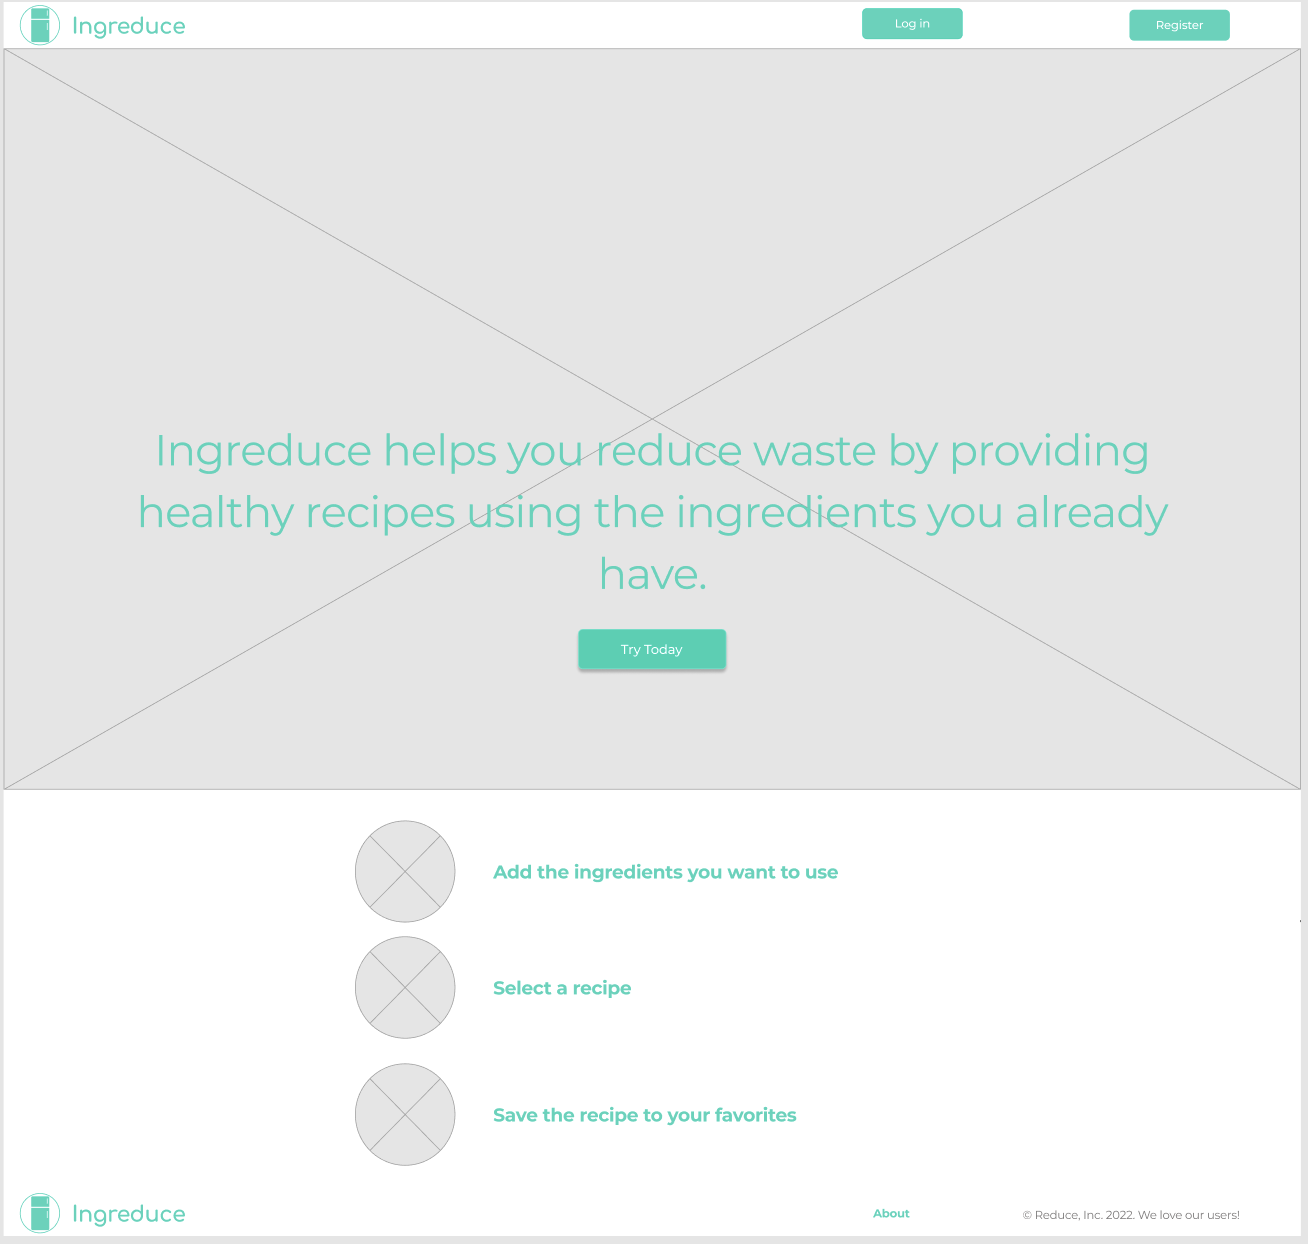 Ingreduce
Log in
Register
Ingreduce helps you reduce waste by providing
healthy recipes using the ingredients you already
have.
Try Today
Add the ingredients you want to use
Select a recipe
Save the recipe to your favorites
Ingreduce
About
© Reduce, Inc. 2022. We love our users!